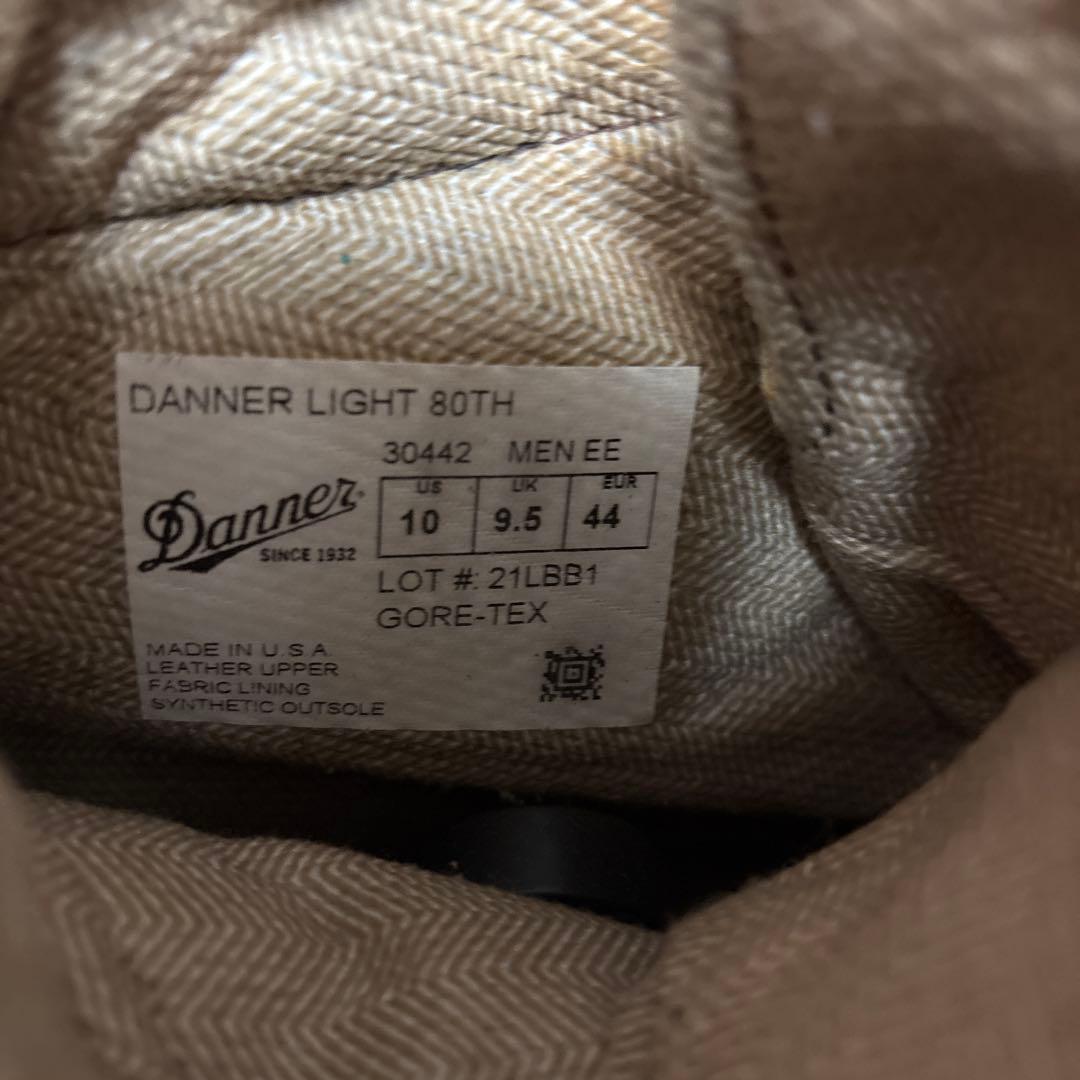 DANNER LIGHT 80TH
30442 MEN EE
US UK EUR
10 9.5 44
Danner
SINCE 1932
LOT #: 21LBB1
GORE-TEX
MADE IN U.S.A.
LEATHER UPPER
FABRIC LINING
SYNTHETIC OUTSOLE